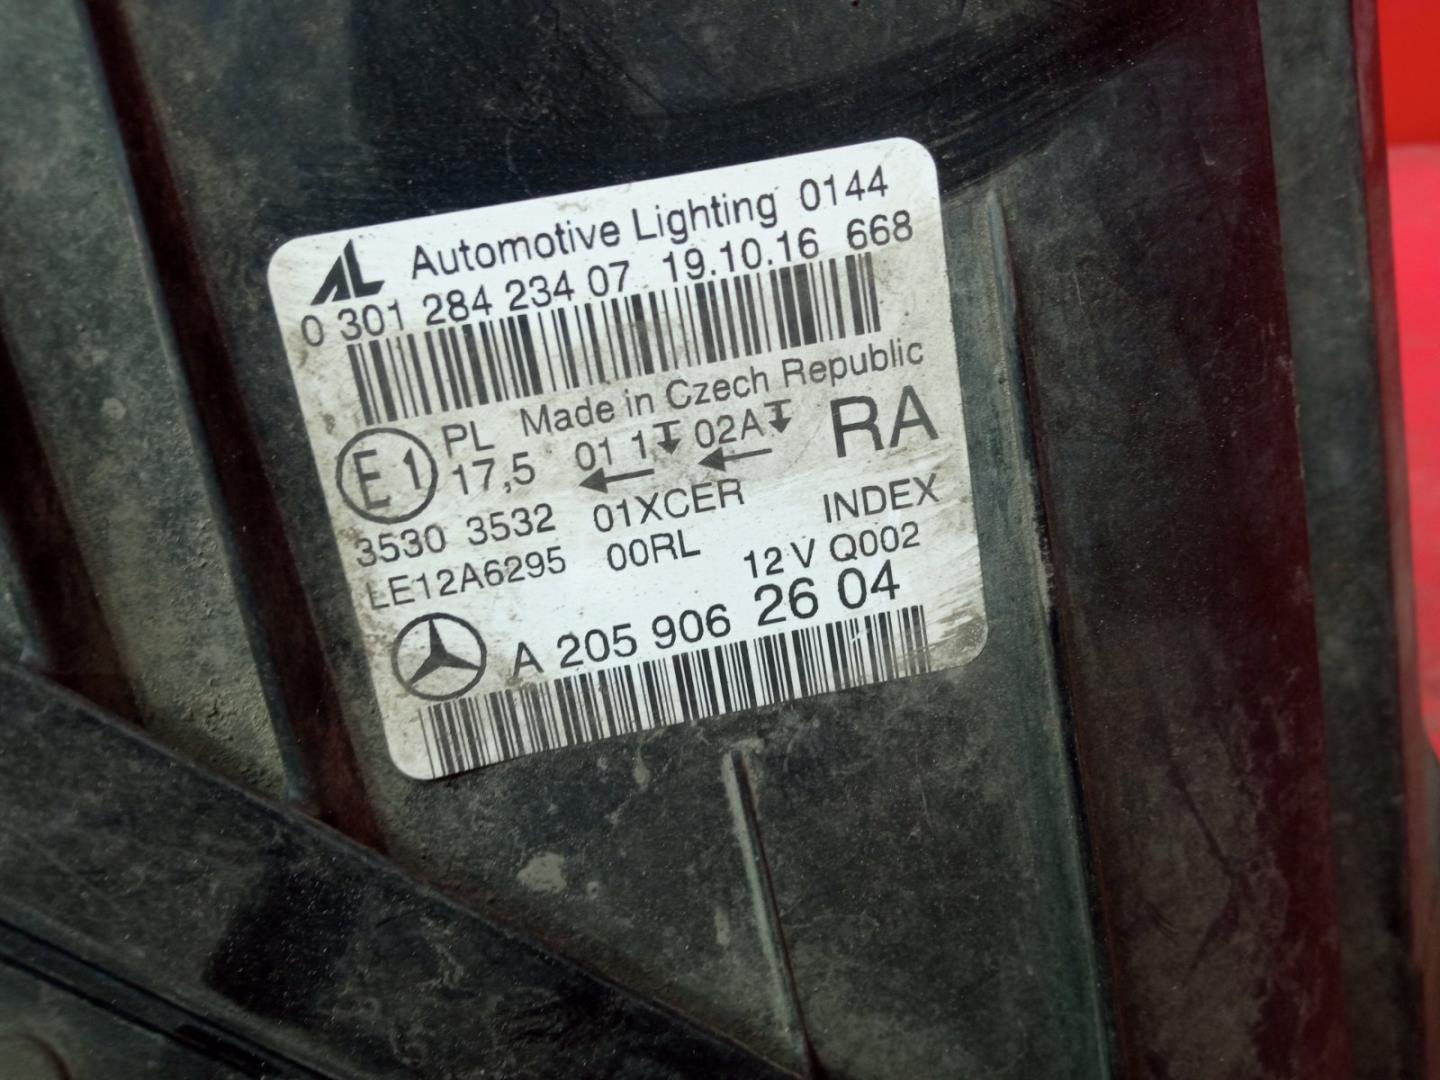 AL Automotive Lighting 0144
0 301 284 234 07 19.10.16 668
Made in Czech Republic
E1 PL 17,5 01 1 02A RA
3530 3532 01XCER INDEX
LE12A6295 00RL 12 V Q002
A 205 906 26 04